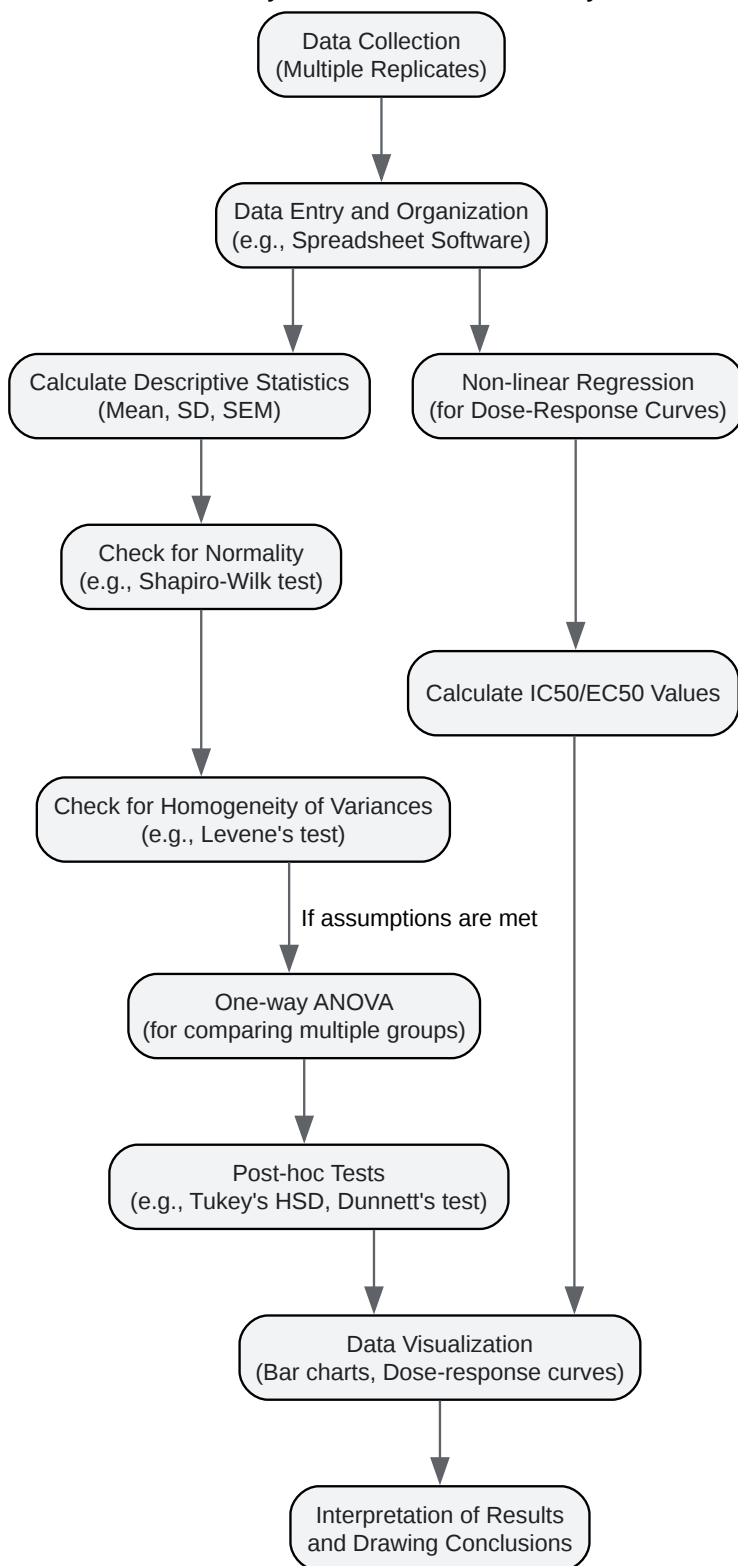 Data Collection
(Multiple Replicates)
Data Entry and Organization
(e.g., Spreadsheet Software)
Calculate Descriptive Statistics
(Mean, SD, SEM)
Non-linear Regression
(for Dose-Response Curves)
Check for Normality
(e.g., Shapiro-Wilk test)
Calculate IC50/EC50 Values
Check for Homogeneity of Variances
(e.g., Levene's test)
If assumptions are met
One-way ANOVA
(for comparing multiple groups)
Post-hoc Tests
(e.g., Tukey's HSD, Dunnett's test)
Data Visualization
(Bar charts, Dose-response curves)
Interpretation of Results
and Drawing Conclusions